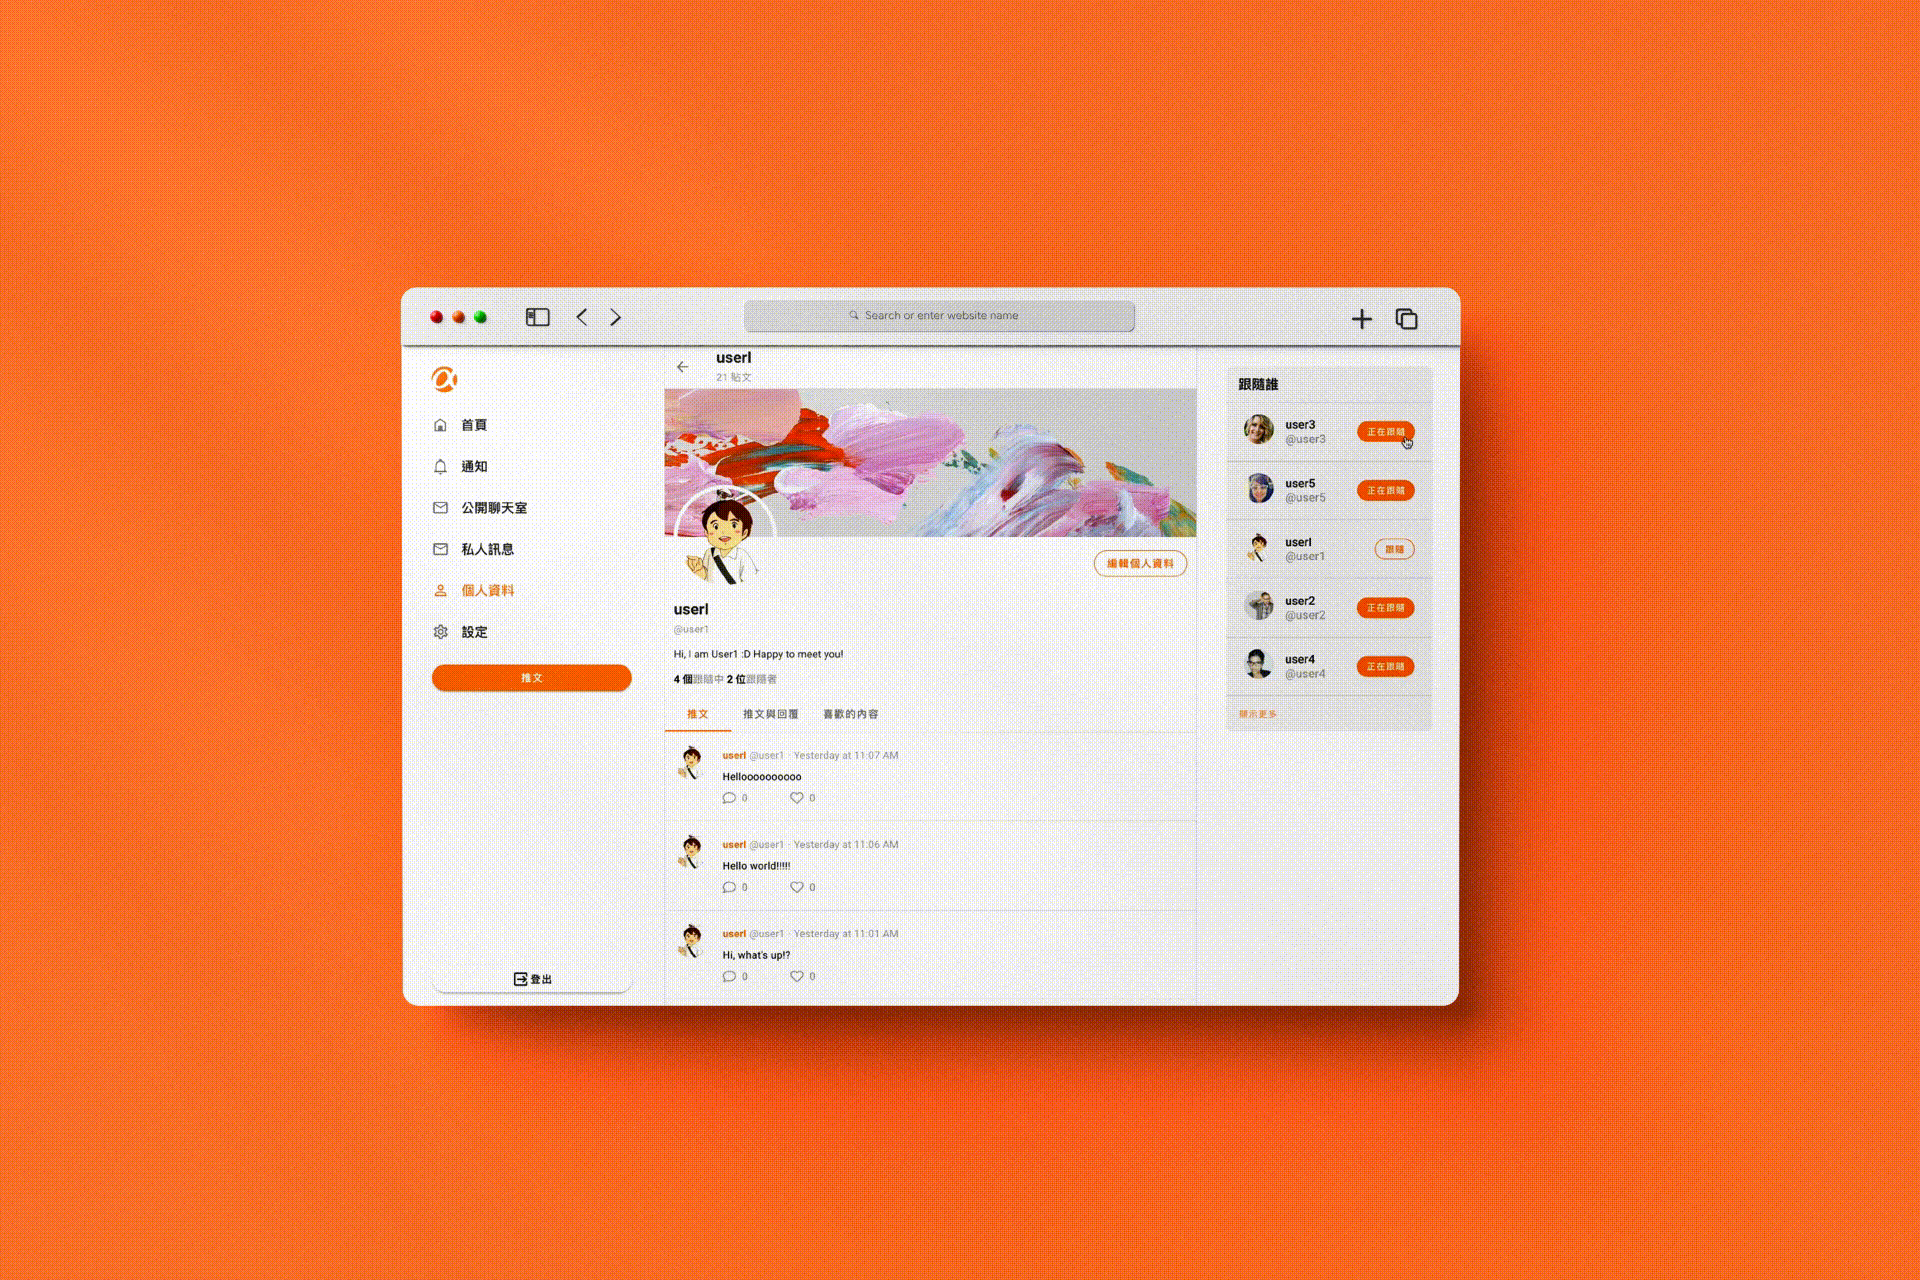 Search or enter website name
首頁
通知
公開聊天室
私人訊息
個人資料
設定
推文
登出
userl
21 貼文
編輯個人資料
userl
@user1
Hi, I am User1 :D Happy to meet you!
4 個跟隨中 2 位跟隨者
推文 推文與回覆 喜歡的內容
userl @user1 · Yesterday at 11:07 AM
Helloooooooooo
0 0
userl @user1 · Yesterday at 11:06 AM
Hello world!!!!!
0 0
userl @user1 · Yesterday at 11:01 AM
Hi, what's up!?
0 0
跟隨誰
user3
@user3
正在跟隨
user5
@user5
正在跟隨
userl
@user1
跟隨
user2
@user2
正在跟隨
user4
@user4
正在跟隨
顯示更多